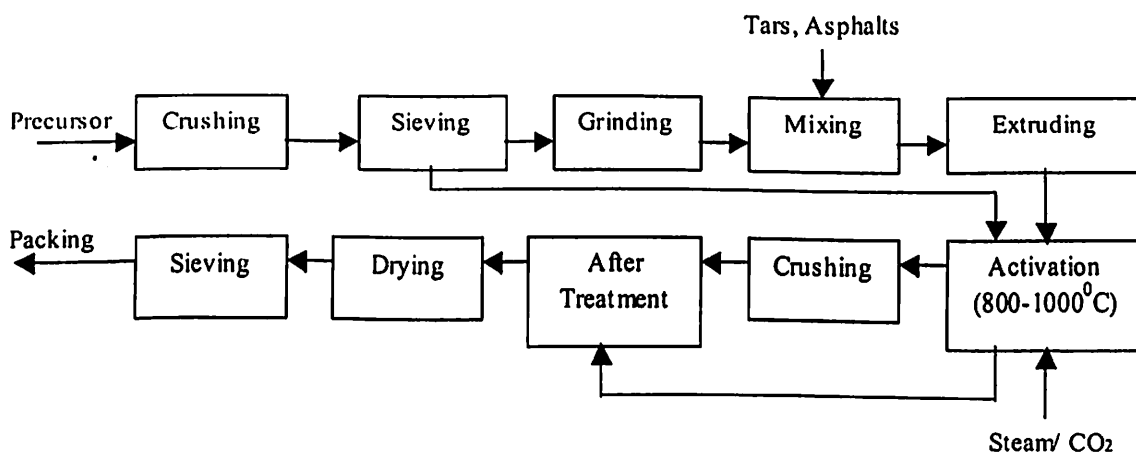 Tars, Asphalts
Precursor
Crushing
Sieving
Grinding
Mixing
Extruding
Packing
Sieving
Drying
After
Treatment
Crushing
Activation
(800-1000⁰C)
Steam/ CO₂